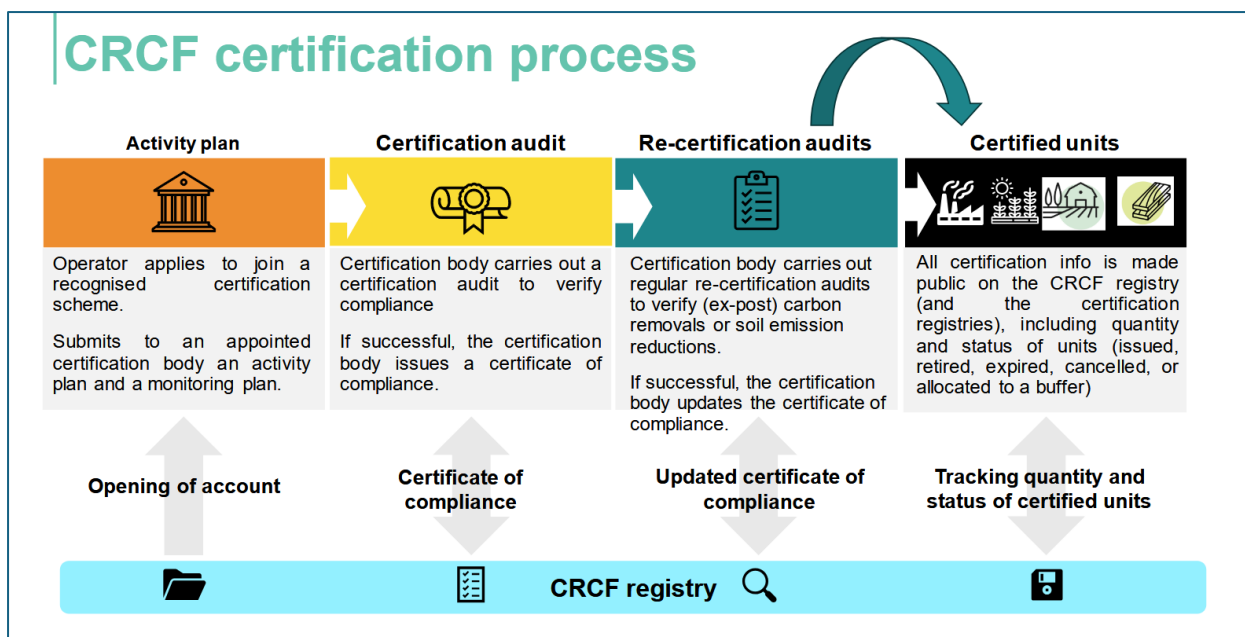 CRCF certification process
Activity plan
Operator applies to join a
recognised certification
scheme.
Submits to an appointed
certification body an activity
plan and a monitoring plan.
Certification audit
Certification body carries out a
certification audit to verify
compliance
If successful, the certification
body issues a certificate of
compliance.
Re-certification audits
Certification body carries out
regular re-certification audits
to verify (ex-post) carbon
removals or soil emission
reductions.
If successful, the certification
body updates the certificate of
compliance.
Certified units
All certification info is made
public on the CRCF registry
(and the certification
registries), including quantity
and status of units (issued,
retired, expired, cancelled, or
allocated to a buffer)
Opening of account
Certificate of
compliance
Updated certificate of
compliance
Tracking quantity and
status of certified units
CRCF registry